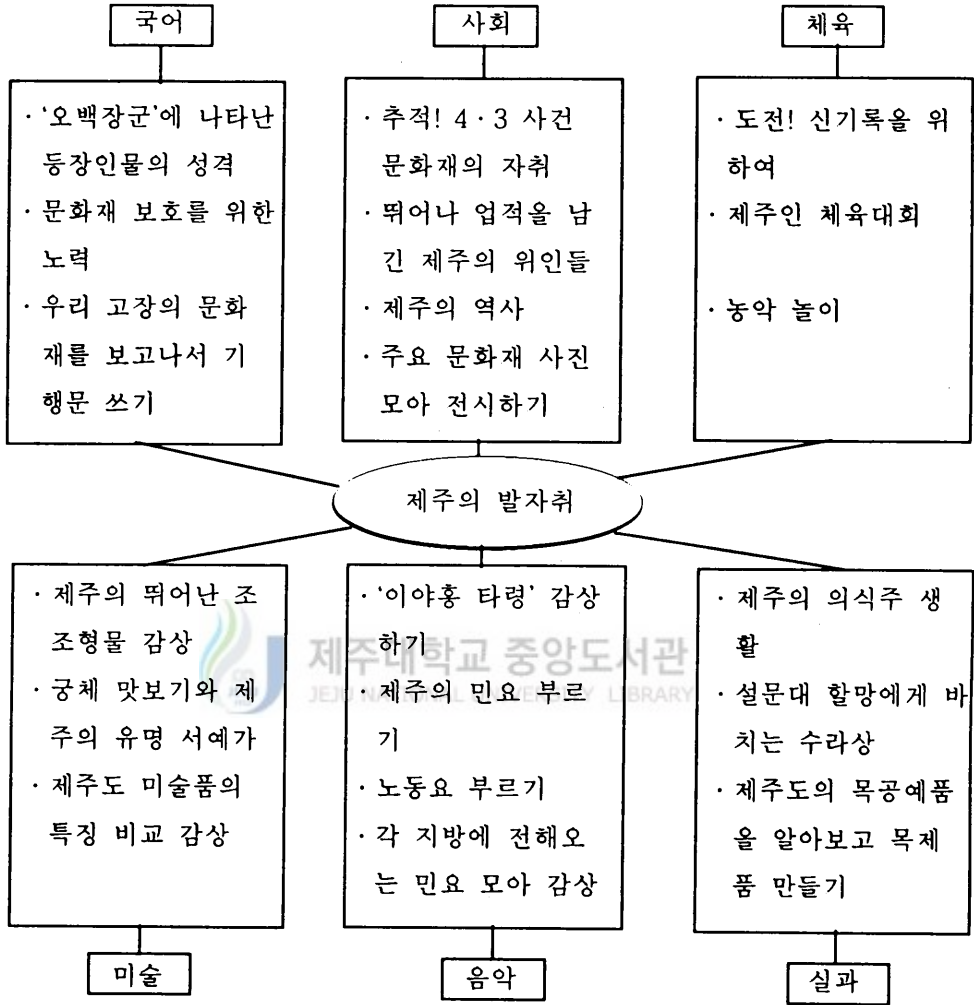 국어
· '오백장군'에 나타난
등장인물의 성격
· 문화재 보호를 위한
노력
· 우리 고장의 문화
재를 보고나서 기
행문 쓰기
사회
· 추적! 4·3 사건
문화재의 자취
· 뛰어나 업적을 남
긴 제주의 위인들
· 제주의 역사
· 주요 문화재 사진
모아 전시하기
체육
· 도전! 신기록을 위
하여
· 제주인 체육대회
· 농악 놀이
제주의 발자취
· 제주의 뛰어난 조
조형물 감상
· 궁체 맛보기와 제
주의 유명 서예가
· 제주도 미술품의
특징 비교 감상
미술
· '이야홍 타령' 감상
하기
· 제주의 민요 부르
기
· 노동요 부르기
· 각 지방에 전해오
는 민요 모아 감상
음악
· 제주의 의식주 생
활
· 설문대 할망에게 바
치는 수라상
· 제주도의 목공예품
을 알아보고 목제
품 만들기
실과
제주대학교 중앙도서관
JEJU NATIONAL UNIVERSITY LIBRARY